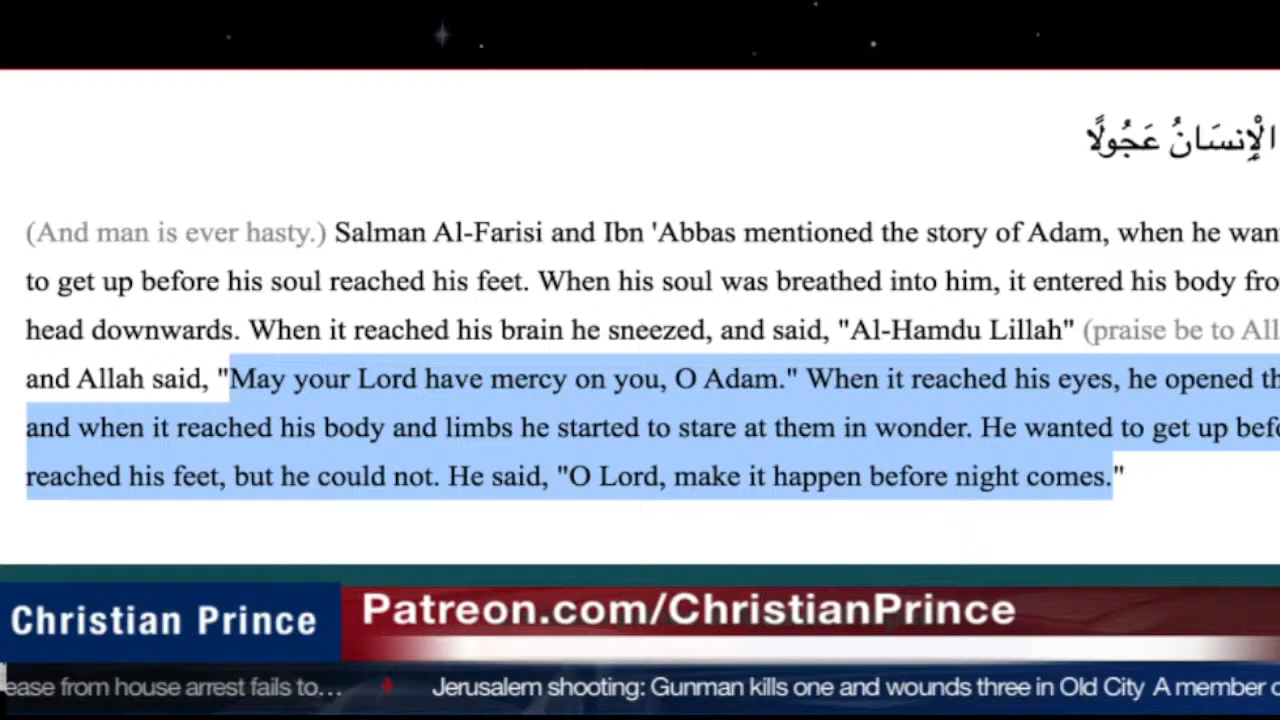 الْإِنسَانُ عَجُولًا
(And man is ever hasty.) Salman Al-Farisi and Ibn 'Abbas mentioned the story of Adam, when he wan
to get up before his soul reached his feet. When his soul was breathed into him, it entered his body fro
head downwards. When it reached his brain he sneezed, and said, "Al-Hamdu Lillah" (praise be to All
and Allah said, "May your Lord have mercy on you, O Adam." When it reached his eyes, he opened th
and when it reached his body and limbs he started to stare at them in wonder. He wanted to get up befo
reached his feet, but he could not. He said, "O Lord, make it happen before night comes."
Christian Prince
Patreon.com/ChristianPrince
ease from house arrest fails to… Jerusalem shooting: Gunman kills one and wounds three in Old City A member